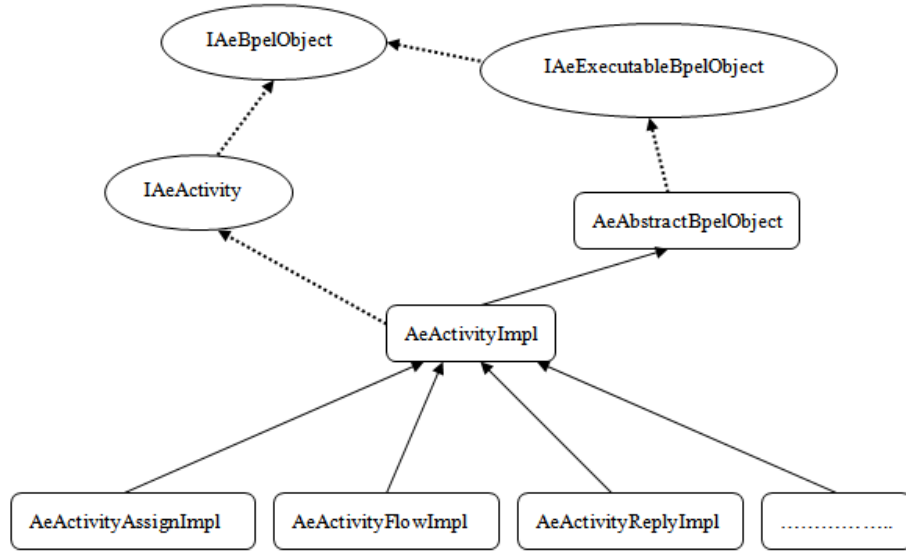 IAeBpelObject
IAeExecutableBpelObject
IAeActivity
AeAbstractBpelObject
AeActivityImpl
AeActivityAssignImpl
AeActivityFlowImpl
AeActivityReplyImpl
………………..